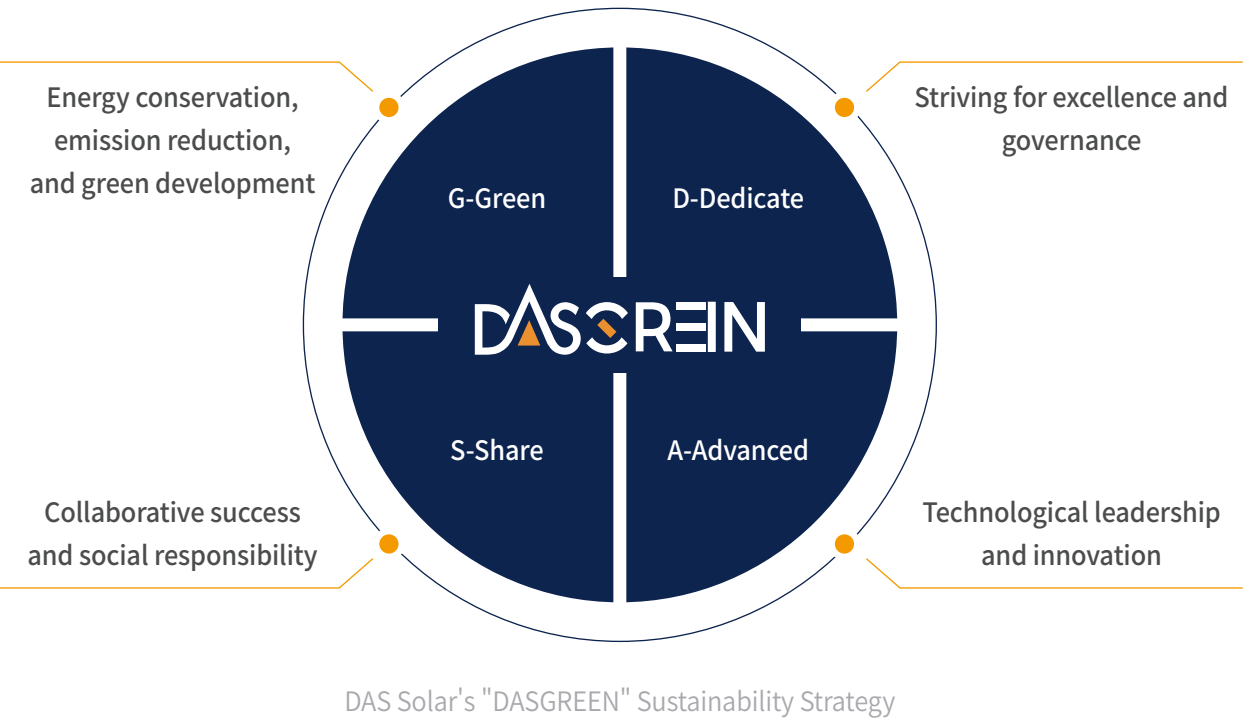 Energy conservation,
emission reduction,
and green development
Striving for excellence and
governance
G-Green
D-Dedicate
DASGREEN
S-Share
A-Advanced
Collaborative success
and social responsibility
Technological leadership
and innovation
DAS Solar's "DASGREEN" Sustainability Strategy